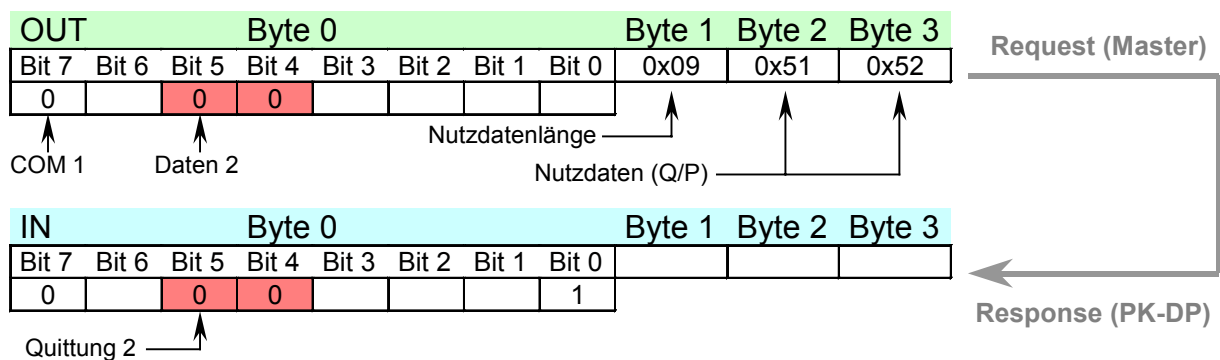 OUT Byte 0 Byte 1 Byte 2 Byte 3
Request (Master)
Bit 7 Bit 6 Bit 5 Bit 4 Bit 3 Bit 2 Bit 1 Bit 0 0x09 0x51 0x52
0 0 0
Nutzdatenlänge
COM 1 Daten 2
Nutzdaten (Q/P)
IN Byte 0 Byte 1 Byte 2 Byte 3
Bit 7 Bit 6 Bit 5 Bit 4 Bit 3 Bit 2 Bit 1 Bit 0
0 0 0 1
Response (PK-DP)
Quittung 2